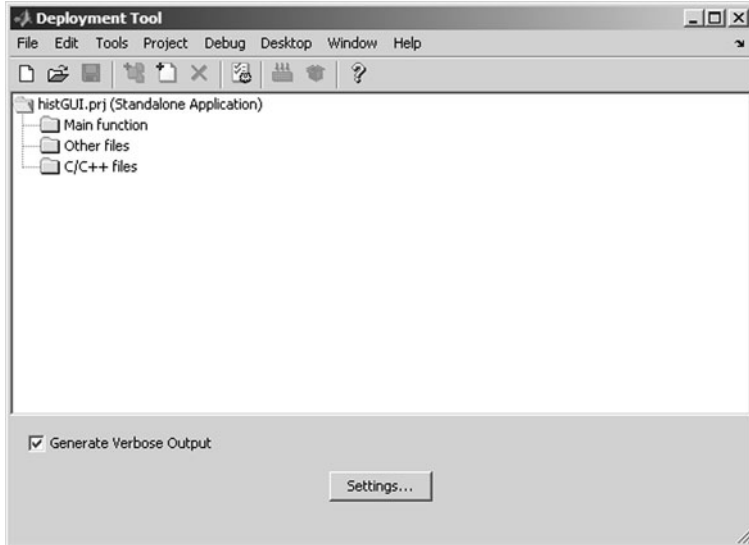 Deployment Tool
File Edit Tools Project Debug Desktop Window Help
histGUI.prj (Standalone Application)
Main function
Other files
C/C++ files
Generate Verbose Output
Settings...